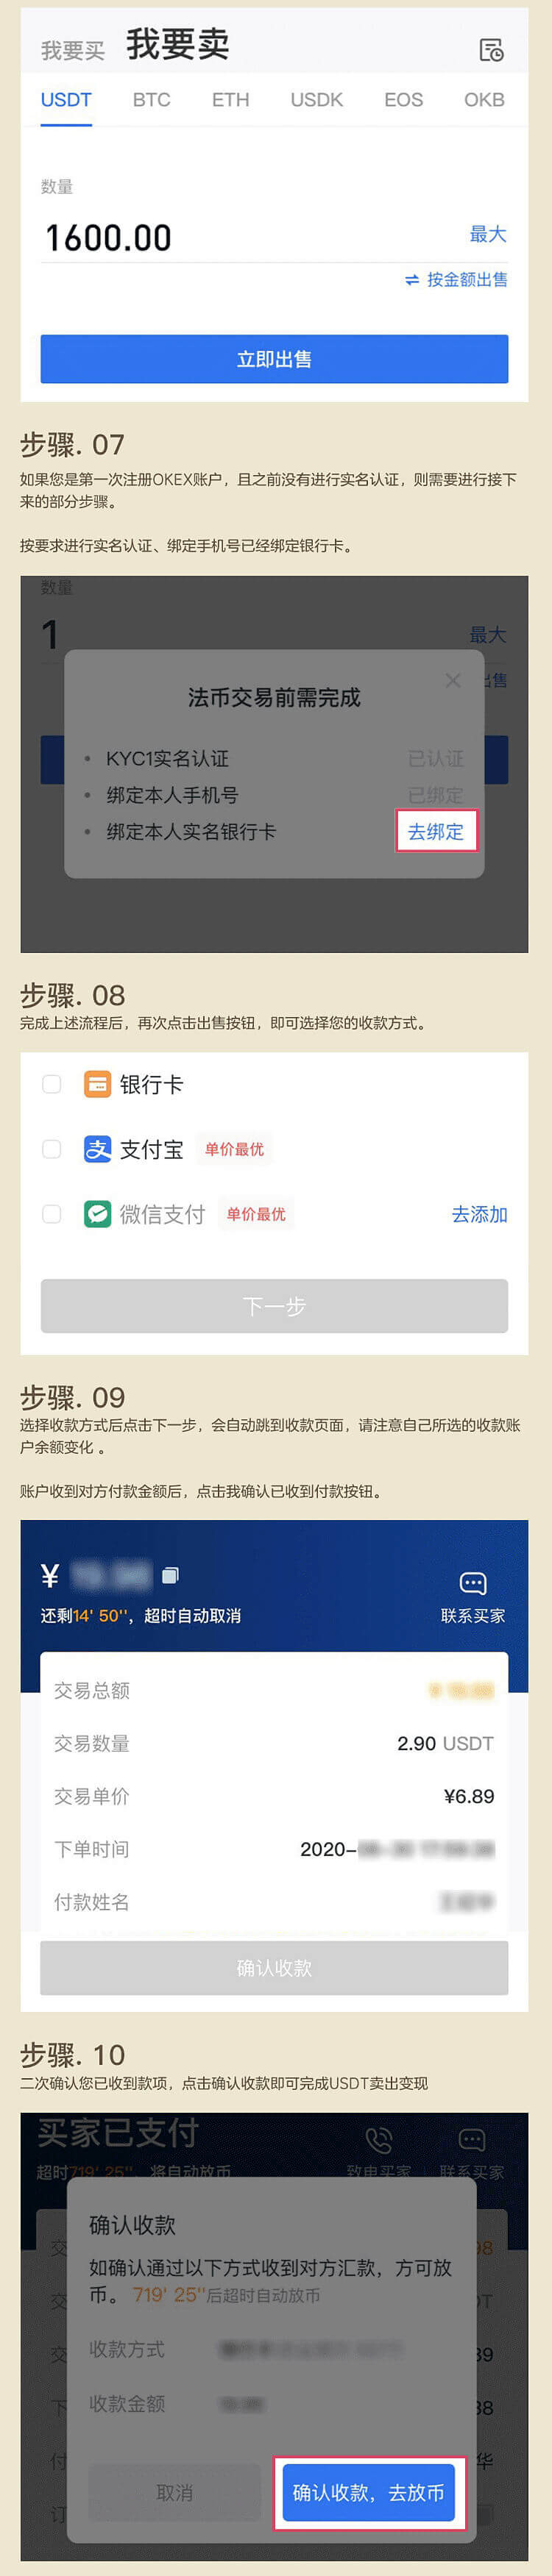 我要买 我要卖
USDT BTC ETH USDK EOS OKB
数量
1600.00 最大
按金额出售
立即出售
步骤. 07
如果您是第一次注册OKEX账户，且之前没有进行实名认证，则需要进行接下
来的部分步骤。
按要求进行实名认证、绑定手机号已经绑定银行卡。
数量
1 最大
出售
法币交易前需完成
• KYC1实名认证 已认证
• 绑定本人手机号 已绑定
• 绑定本人实名银行卡 去绑定
步骤. 08
完成上述流程后，再次点击出售按钮，即可选择您的收款方式。
银行卡
支付宝 单价最优
微信支付 单价最优 去添加
下一步
步骤. 09
选择收款方式后点击下一步，会自动跳到收款页面，请注意自己所选的收款账
户余额变化 。
账户收到对方付款金额后，点击我确认已收到付款按钮。
¥
还剩14' 50''，超时自动取消 联系买家
交易总额
交易数量 2.90 USDT
交易单价 ¥6.89
下单时间 2020-
付款姓名
确认收款
步骤. 10
二次确认您已收到款项，点击确认收款即可完成USDT卖出变现
买家已支付
超时719' 25''，将自动放币 致电买家 联系买家
确认收款
如确认通过以下方式收到对方汇款，方可放
币。 719' 25''后超时自动放币
收款方式
收款金额
取消 确认收款，去放币